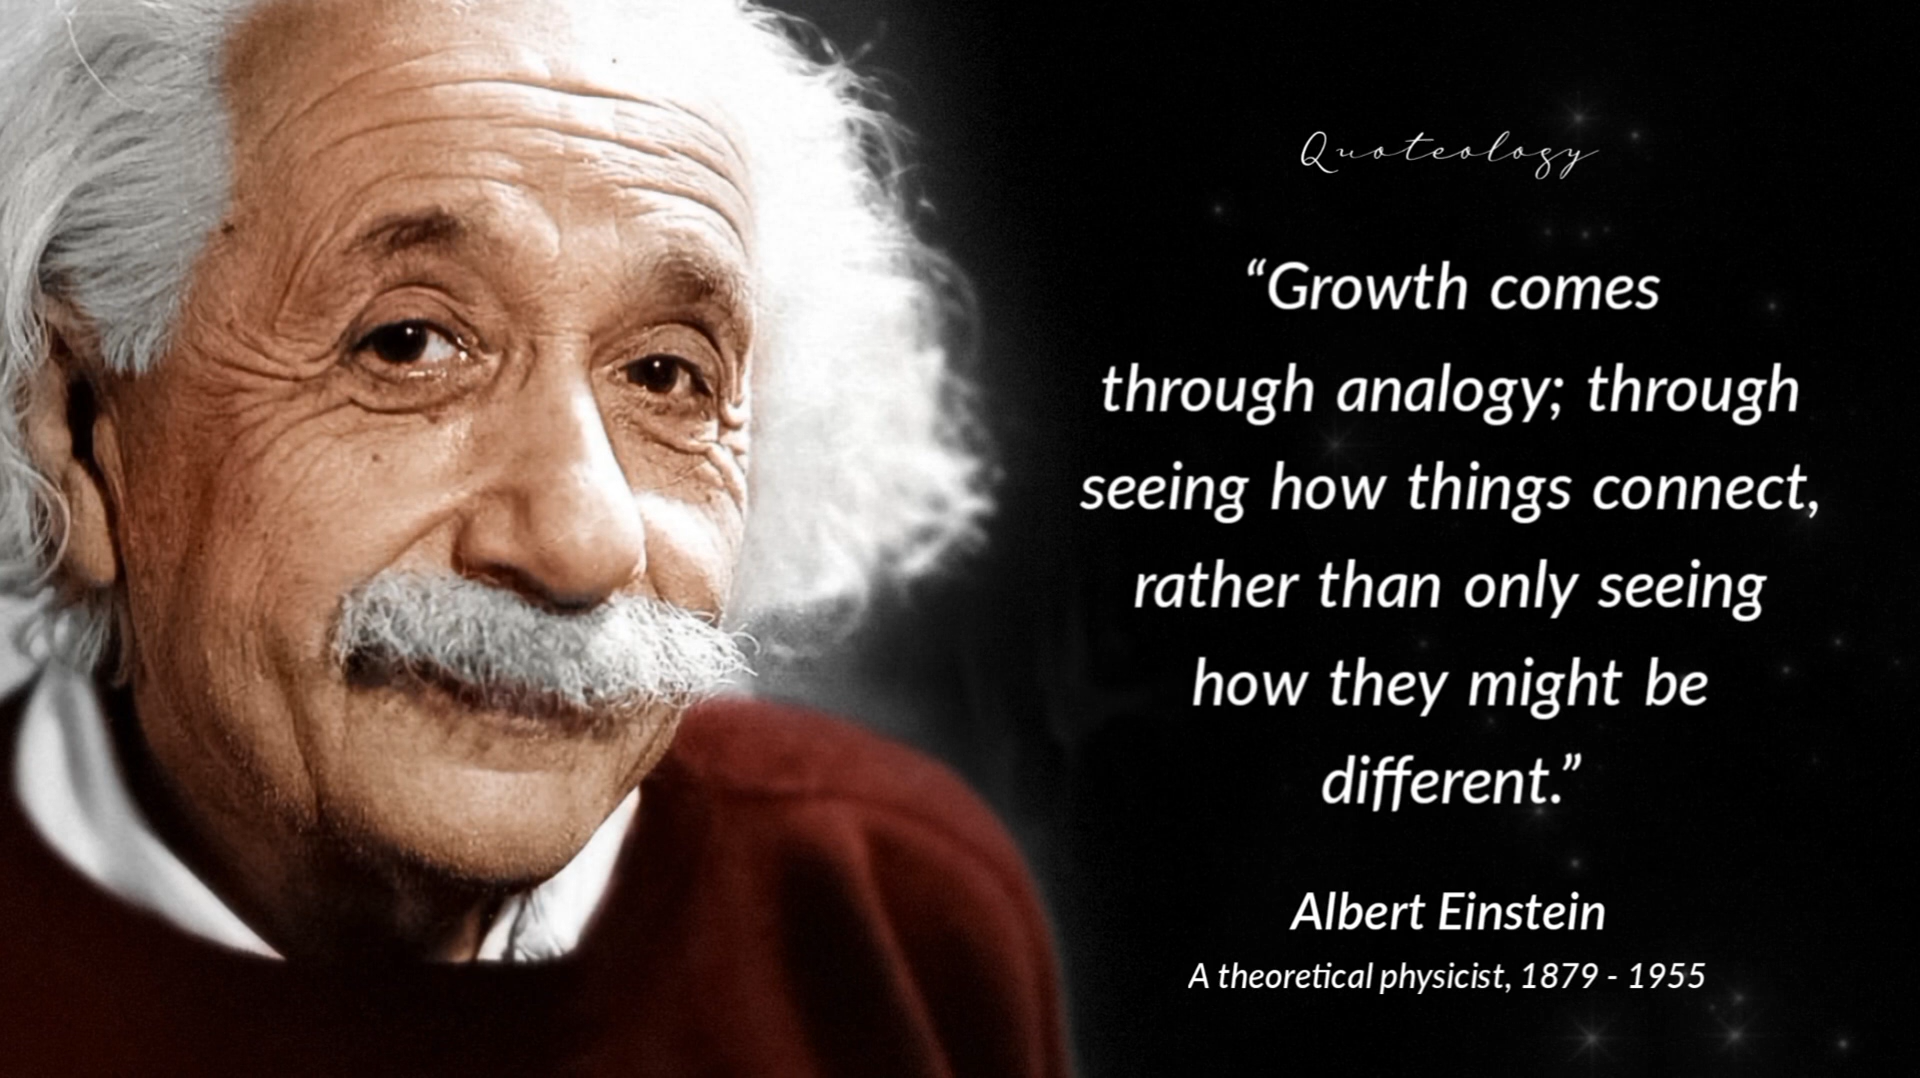 Quoteology
“Growth comes
through analogy; through
seeing how things connect,
rather than only seeing
how they might be
different.”
Albert Einstein
A theoretical physicist, 1879 - 1955